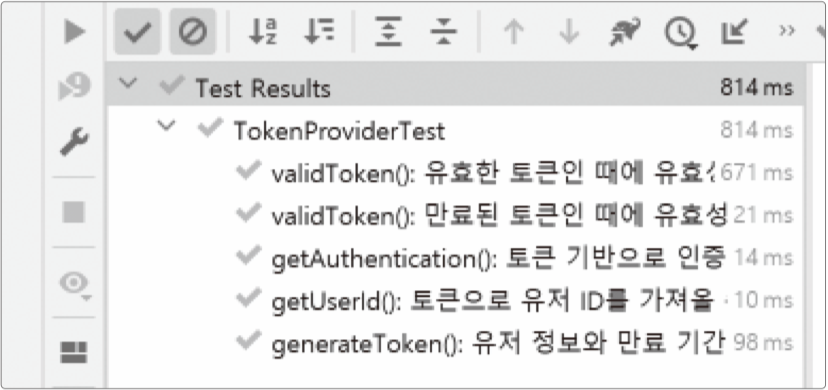 Test Results 814 ms
TokenProviderTest 814 ms
validToken(): 유효한 토큰인 때에 유효성 671 ms
validToken(): 만료된 토큰인 때에 유효성 21 ms
getAuthentication(): 토큰 기반으로 인증 14 ms
getUserId(): 토큰으로 유저 ID를 가져올 10 ms
generateToken(): 유저 정보와 만료 기간 98 ms